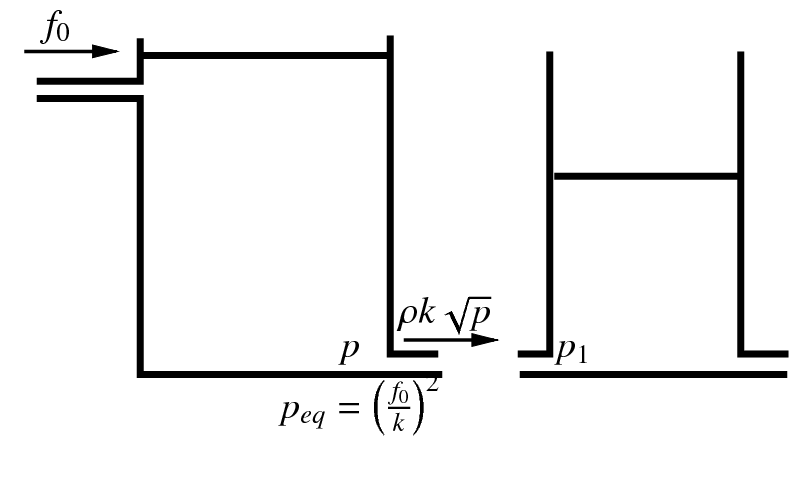 f₀
ρk √p
p
p₁
pₑq = (f₀/k)²